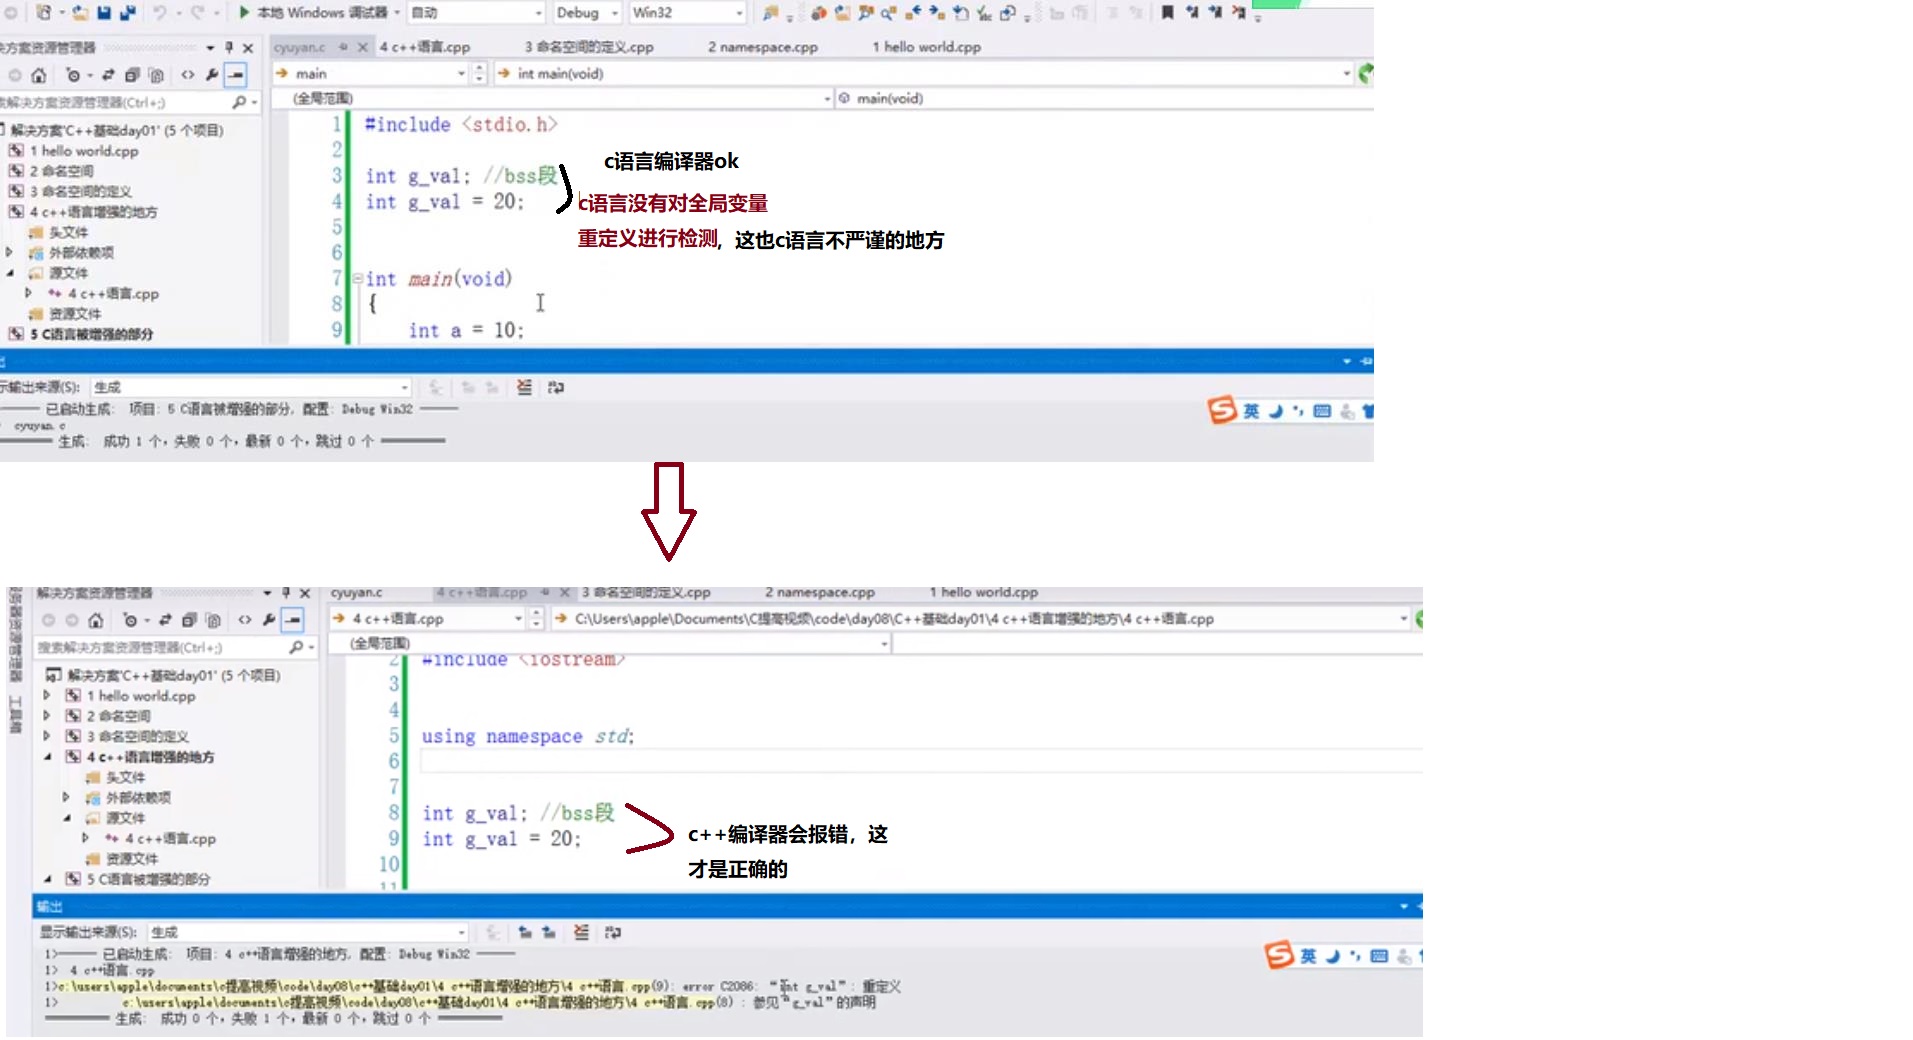 本地 Windows 调试器 自动 Debug Win32
决方案资源管理器
cyuyan.c 4 c++语言.cpp 3 命名空间的定义.cpp 2 namespace.cpp 1 hello world.cpp
main int main(void)
索解决方案资源管理器(Ctrl+;)
(全局范围) main(void)
解决方案'C++基础day01' (5 个项目)
1 hello world.cpp
2 命名空间
3 命名空间的定义
4 c++语言增强的地方
头文件
外部依赖项
源文件
4 c++语言.cpp
资源文件
5 C语言被增强的部分
1 #include <stdio.h>
2
3 int g_val; //bss段
4 int g_val = 20;
5
6
7 int main(void)
8 {
9 int a = 10;
c语言编译器ok
c语言没有对全局变量
重定义进行检测，这也c语言不严谨的地方
示输出来源(S): 生成
已启动生成: 项目: 5 C语言被增强的部分, 配置: Debug Win32
cyuyan.c
生成: 成功 1 个，失败 0 个，最新 0 个，跳过 0 个
英
解决方案资源管理器
cyuyan.c 4 c++语言.cpp 3 命名空间的定义.cpp 2 namespace.cpp 1 hello world.cpp
4 c++语言.cpp C:\Users\apple\Documents\C提高视频\code\day08\C++基础day01\4 c++语言增强的地方\4 c++语言.cpp
搜索解决方案资源管理器(Ctrl+;)
(全局范围)
工具箱
解决方案'C++基础day01' (5 个项目)
1 hello world.cpp
2 命名空间
3 命名空间的定义
4 c++语言增强的地方
头文件
外部依赖项
源文件
4 c++语言.cpp
资源文件
5 C语言被增强的部分
2 #include <iostream>
3
4
5 using namespace std;
6
7
8 int g_val; //bss段
9 int g_val = 20;
10
11
c++编译器会报错，这
才是正确的
输出
显示输出来源(S): 生成
1>—— 已启动生成: 项目: 4 c++语言增强的地方, 配置: Debug Win32 ——
1> 4 c++语言.cpp
1>c:\users\apple\documents\c提高视频\code\day08\c++基础day01\4 c++语言增强的地方\4 c++语言.cpp(9): error C2086: “int g_val”: 重定义
1> c:\users\apple\documents\c提高视频\code\day08\c++基础day01\4 c++语言增强的地方\4 c++语言.cpp(8) : 参见“g_val”的声明
生成: 成功 0 个，失败 1 个，最新 0 个，跳过 0 个
英